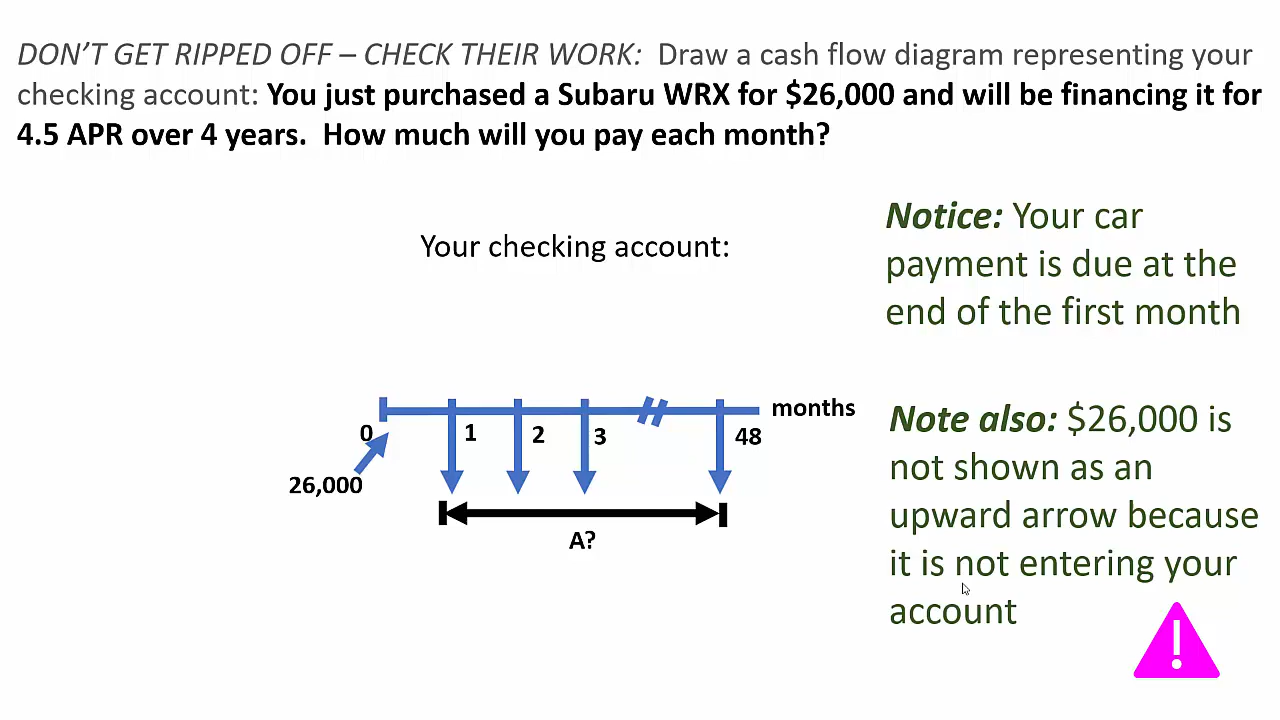 DON’T GET RIPPED OFF – CHECK THEIR WORK:  Draw a cash flow diagram representing your
checking account: You just purchased a Subaru WRX for $26,000 and will be financing it for
4.5 APR over 4 years.  How much will you pay each month?
Your checking account:
Notice: Your car
payment is due at the
end of the first month
months
0
1
2
3
48
26,000
A?
Note also: $26,000 is
not shown as an
upward arrow because
it is not entering your
account
!